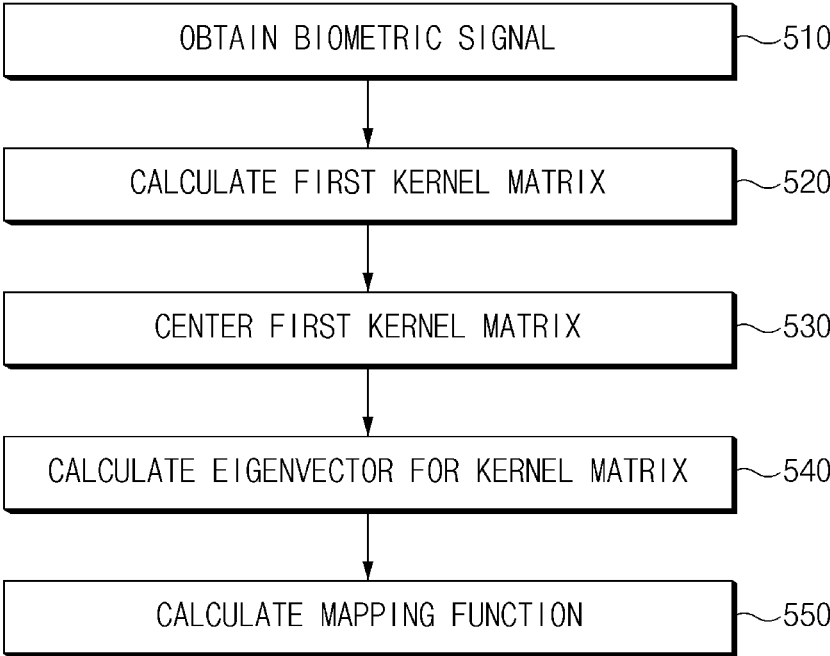 OBTAIN BIOMETRIC SIGNAL 510
CALCULATE FIRST KERNEL MATRIX 520
CENTER FIRST KERNEL MATRIX 530
CALCULATE EIGENVECTOR FOR KERNEL MATRIX 540
CALCULATE MAPPING FUNCTION 550